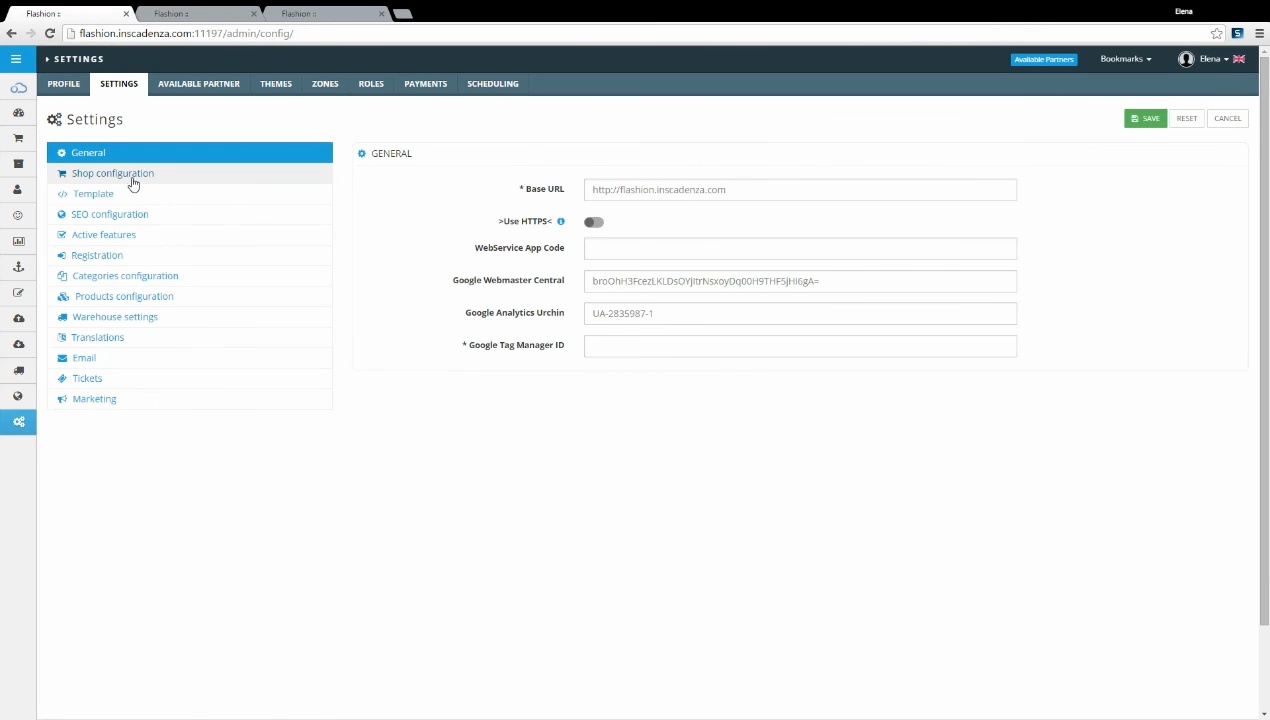 Flashion ::
Flashion ::
Flashion ::
Elena
flashion.inscadenza.com:11197/admin/config/
SETTINGS
Available Partners
Bookmarks
Elena
PROFILE
SETTINGS
AVAILABLE PARTNER
THEMES
ZONES
ROLES
PAYMENTS
SCHEDULING
Settings
SAVE
RESET
CANCEL
General
Shop configuration
Template
SEO configuration
Active features
Registration
Categories configuration
Products configuration
Warehouse settings
Translations
Email
Tickets
Marketing
GENERAL
* Base URL
http://flashion.inscadenza.com
>Use HTTPS<
WebService App Code
Google Webmaster Central
Google Analytics Urchin
UA-2835987-1
* Google Tag Manager ID